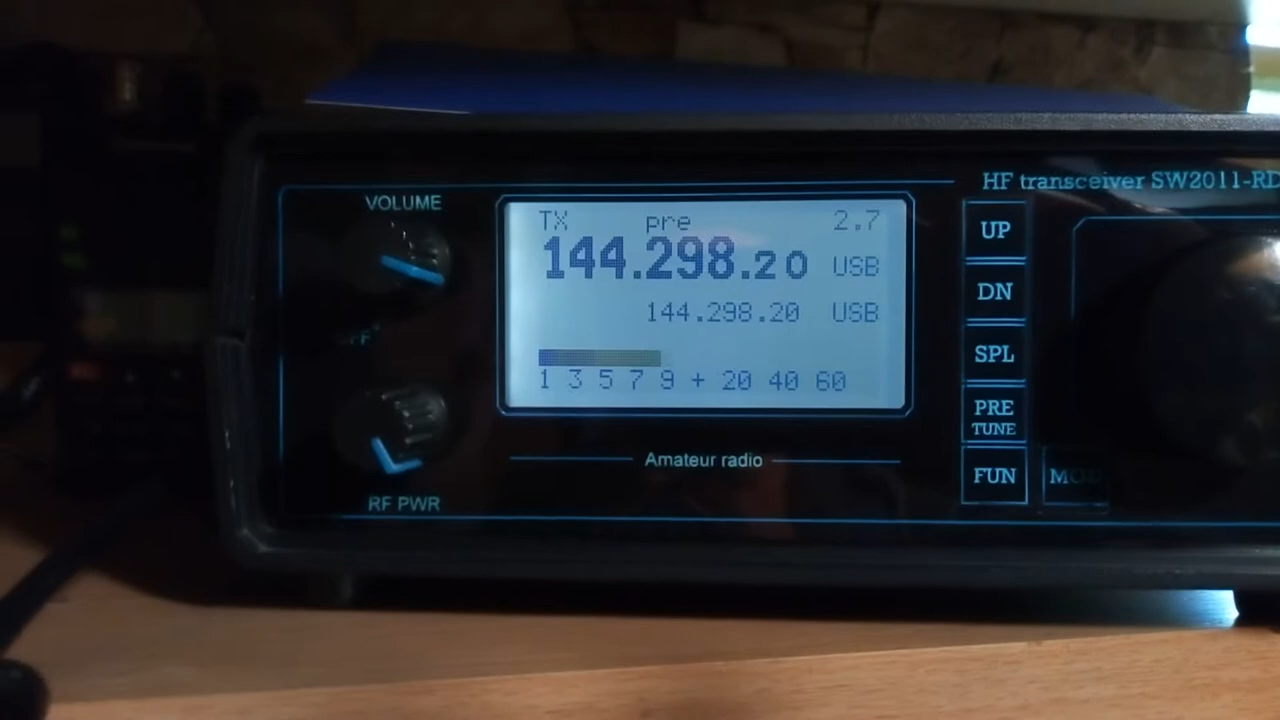 HF transceiver SW2011-RD
VOLUME
TX pre 2.7
144.298.20 USB
144.298.20 USB
1 3 5 7 9 + 20 40 60
UP
DN
SPL
PRE
TUNE
FUN
Amateur radio
RF PWR